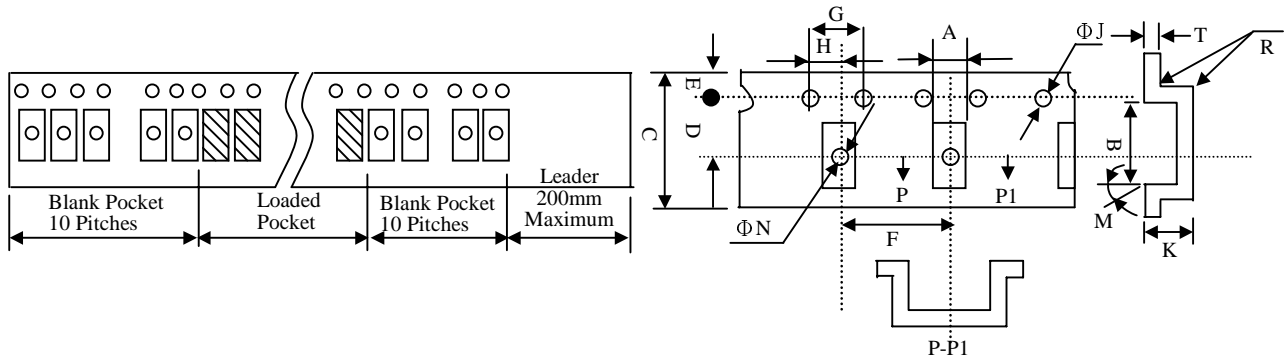 Blank Pocket
10 Pitches
Loaded
Pocket
Blank Pocket
10 Pitches
Leader
200mm
Maximum
G
H
A
ΦJ
T
R
E
C
D
B
P
P1
M
ΦN
F
K
P-P1